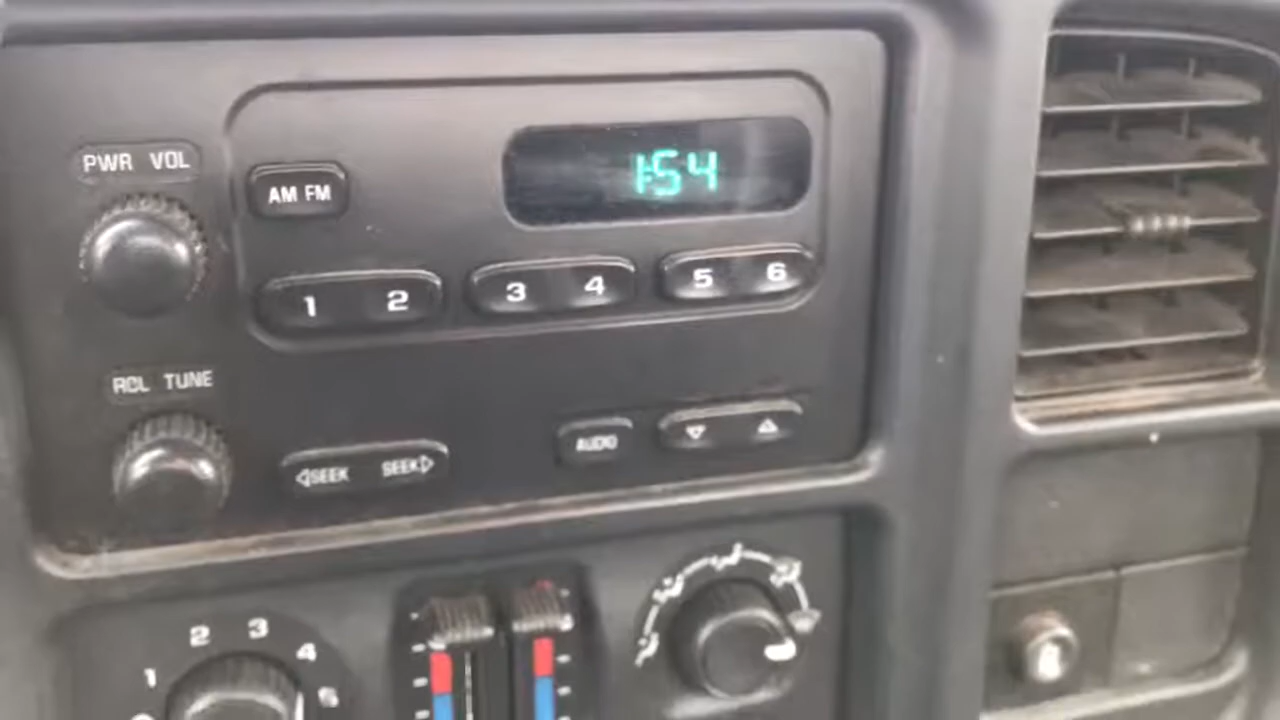 PWR VOL
AM FM
1:54
1 2 3 4 5 6
RCL TUNE
◁SEEK SEEK▷
AUDIO
▽ △
1 2 3 4